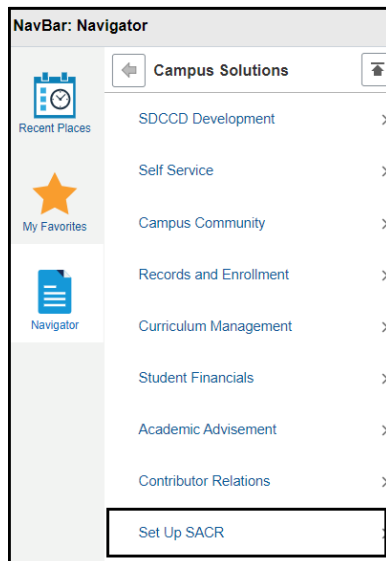 NavBar: Navigator
Recent Places
My Favorites
Navigator
Campus Solutions
SDCCD Development
Self Service
Campus Community
Records and Enrollment
Curriculum Management
Student Financials
Academic Advisement
Contributor Relations
Set Up SACR